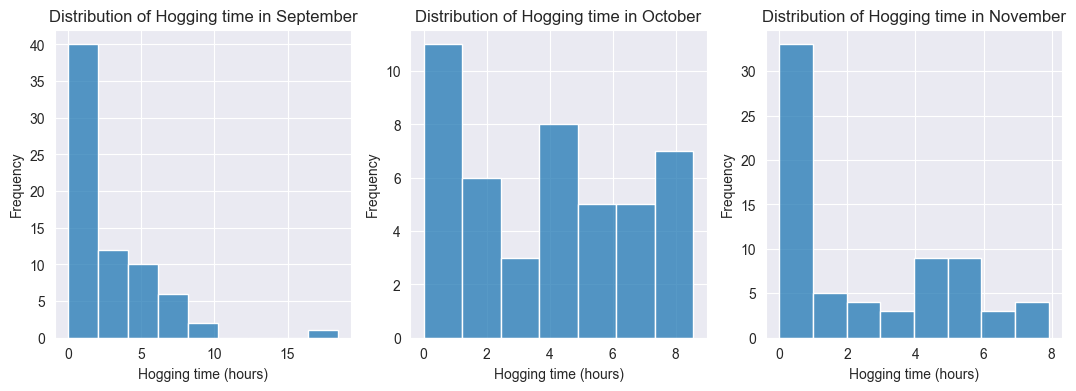 Distribution of Hogging time in September
40
35
30
25
20
15
10
5
0
Frequency
0 5 10 15
Hogging time (hours)
Distribution of Hogging time in October
10
8
6
4
2
0
Frequency
0 2 4 6 8
Hogging time (hours)
Distribution of Hogging time in November
30
25
20
15
10
5
0
Frequency
0 2 4 6 8
Hogging time (hours)